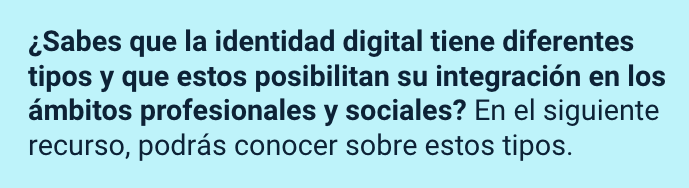 ¿Sabes que la identidad digital tiene diferentes
tipos y que estos posibilitan su integración en los
ámbitos profesionales y sociales? En el siguiente
recurso, podrás conocer sobre estos tipos.